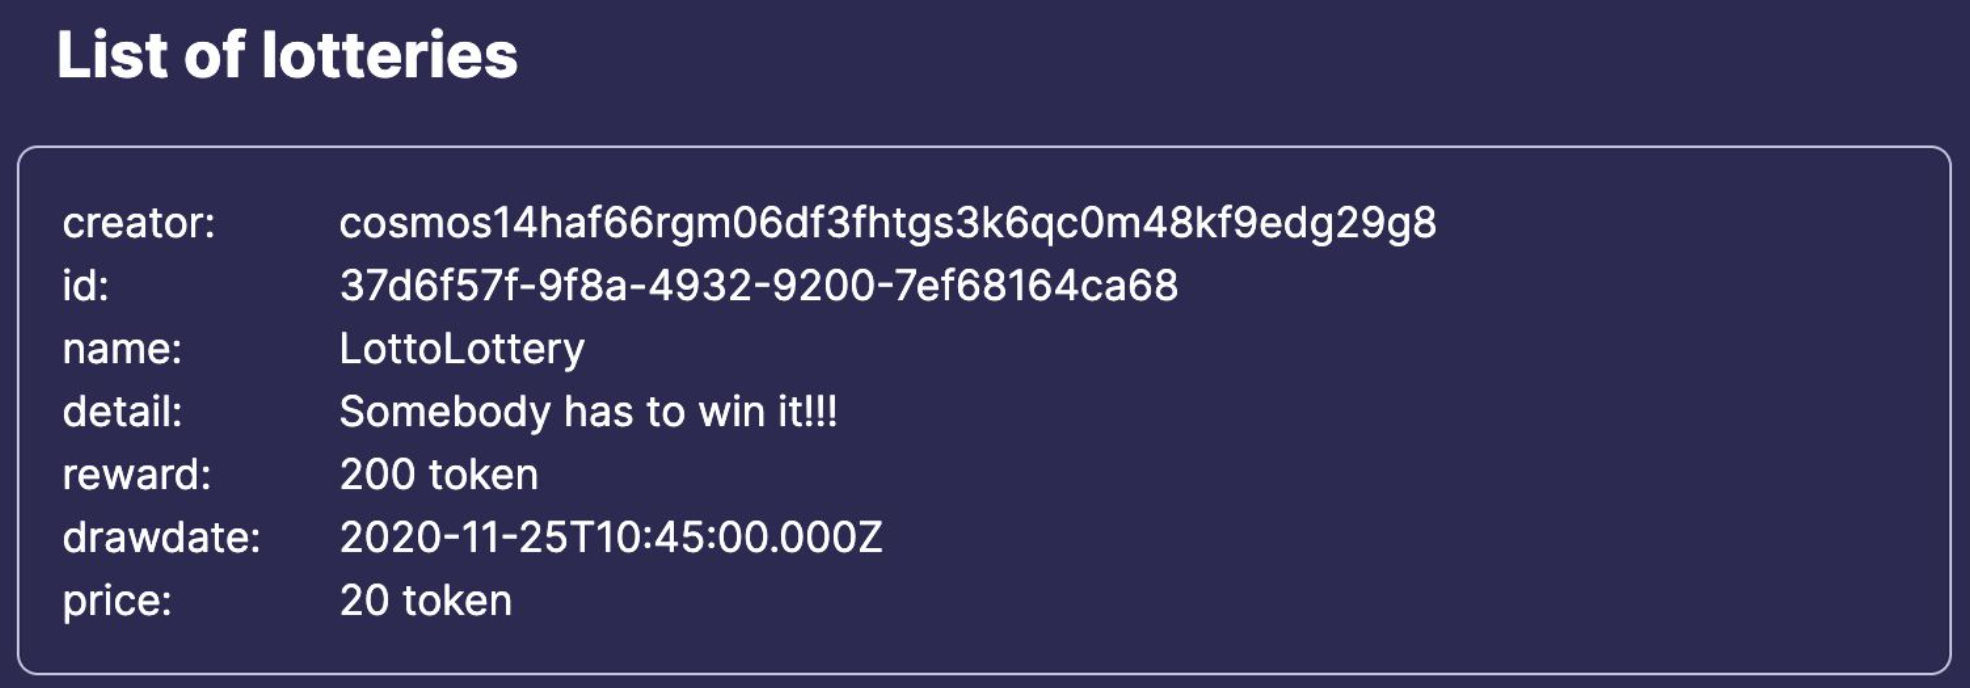 List of lotteries
creator: cosmos14haf66rgm06df3fhtgs3k6qc0m48kf9edg29g8
id: 37d6f57f-9f8a-4932-9200-7ef68164ca68
name: LottoLottery
detail: Somebody has to win it!!!
reward: 200 token
drawdate: 2020-11-25T10:45:00.000Z
price: 20 token